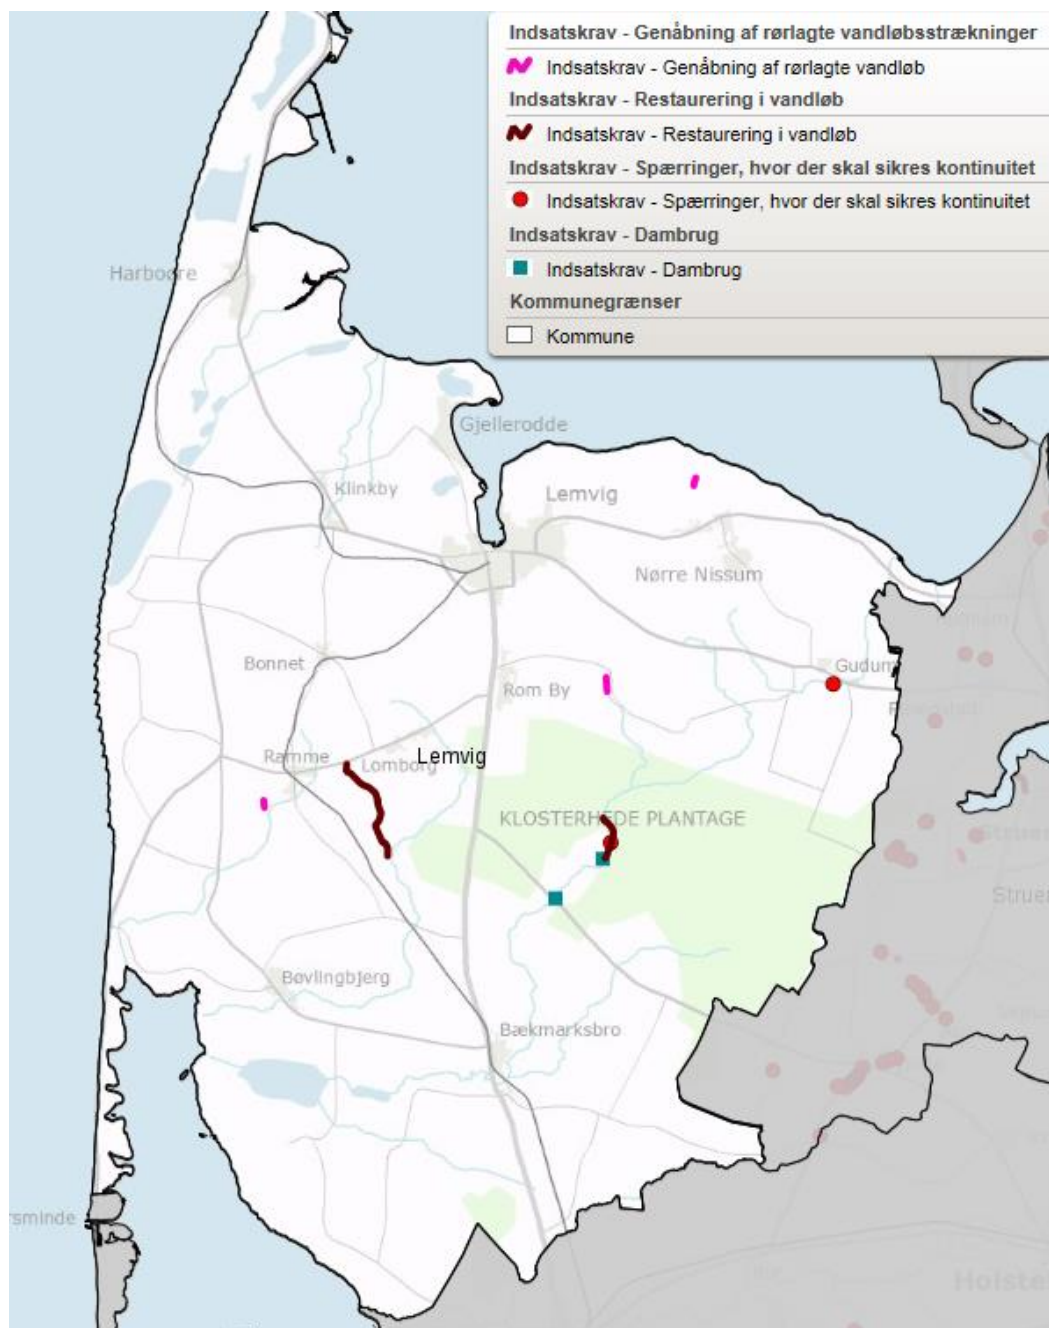 Indsatskrav - Genåbning af rørlagte vandløbsstrækninger
Indsatskrav - Genåbning af rørlagte vandløb
Indsatskrav - Restaurering i vandløb
Indsatskrav - Restaurering i vandløb
Indsatskrav - Spærringer, hvor der skal sikres kontinuitet
Indsatskrav - Spærringer, hvor der skal sikres kontinuitet
Indsatskrav - Dambrug
Indsatskrav - Dambrug
Kommunegrænser
Kommune
Harboøre
Gjellerodde
Klinkby
Lemvig
Nørre Nissum
Bonnet
Gudum
Rom By
Ramme
Lomborg
Lemvig
KLOSTERHEDE PLANTAGE
Struer
Bøvlingbjerg
Bækmarksbro
rsminde
Holste